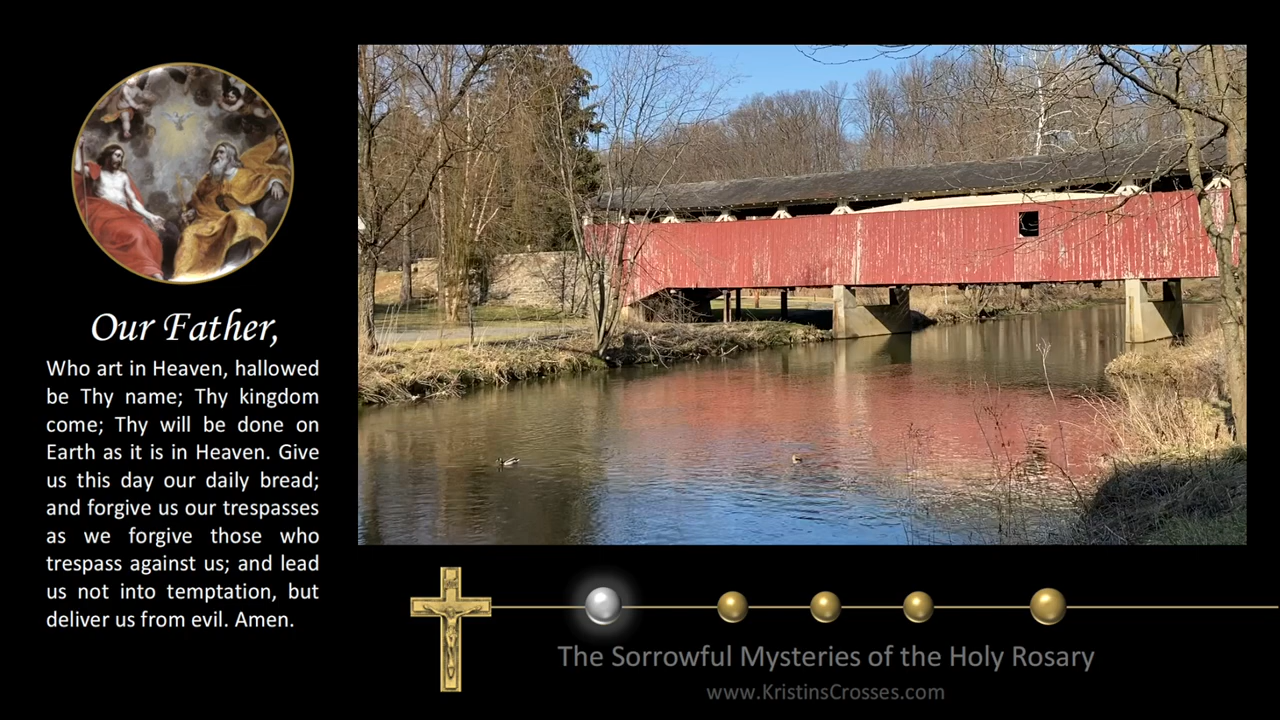 Our Father,
Who art in Heaven, hallowed
be Thy name; Thy kingdom
come; Thy will be done on
Earth as it is in Heaven. Give
us this day our daily bread;
and forgive us our trespasses
as we forgive those who
trespass against us; and lead
us not into temptation, but
deliver us from evil. Amen.
The Sorrowful Mysteries of the Holy Rosary
www.KristinsCrosses.com